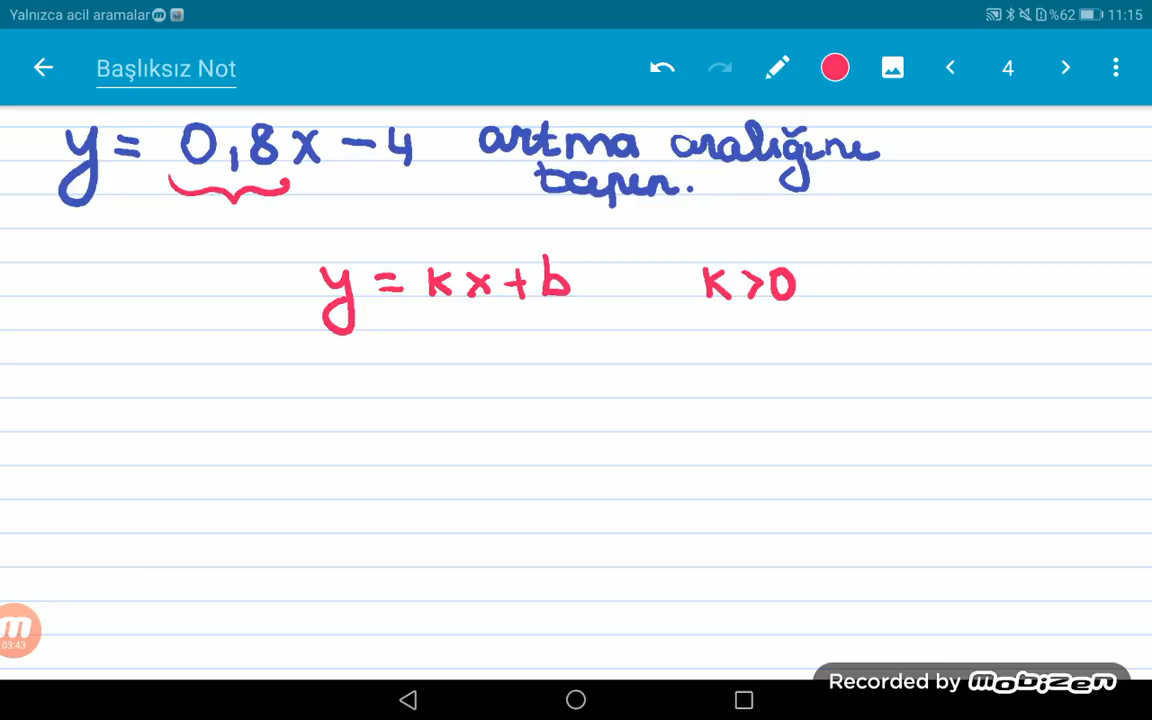 Yalnızca acil aramalar %62 11:15
Başlıksız Not 4
y = 0,8x - 4 artma aralığını
tapın.
y = kx + b k > 0
03:43
Recorded by mobizen